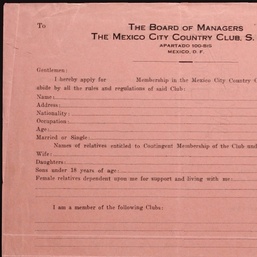 To
THE BOARD OF MANAGERS
THE MEXICO CITY COUNTRY CLUB, S.
APARTADO 100-BIS
MEXICO, D. F.
Gentlemen:
I hereby apply for Membership in the Mexico City Country C
abide by all the rules and regulations of said Club:
Name:
Address:
Nationality:
Occupation:
Age:
Married or Single:
Names of relatives entitled to Contingent Membership of the Club und
Wife:
Daughters:
Sons under 18 years of age:
Female relatives dependent upon me for support and living with me:
I am a member of the following Clubs: